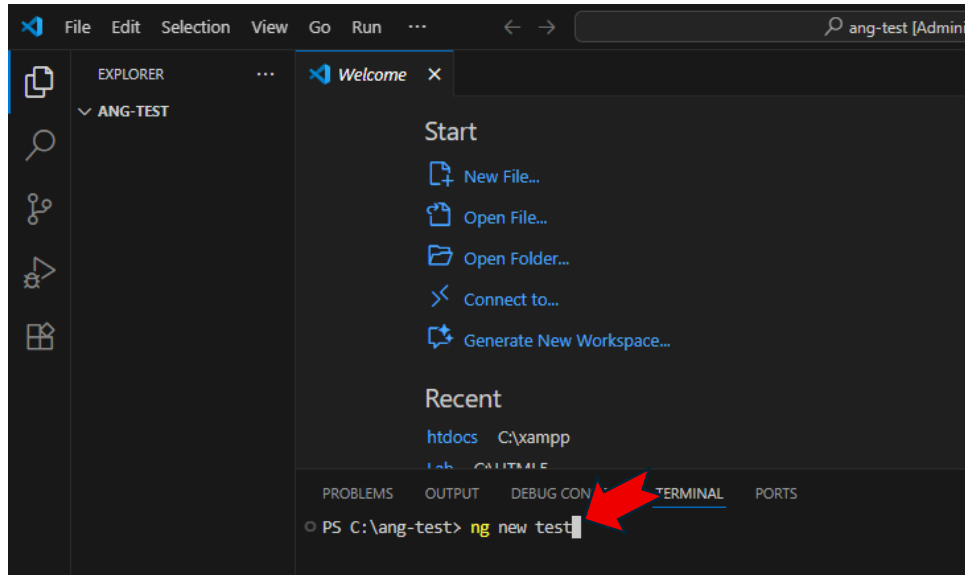 File Edit Selection View Go Run ··· ← → ang-test [Admini
EXPLORER ···
Welcome ×
ANG-TEST
Start
New File...
Open File...
Open Folder...
Connect to...
Generate New Workspace...
Recent
htdocs C:\xampp
PROBLEMS OUTPUT DEBUG CON TERMINAL PORTS
PS C:\ang-test> ng new test